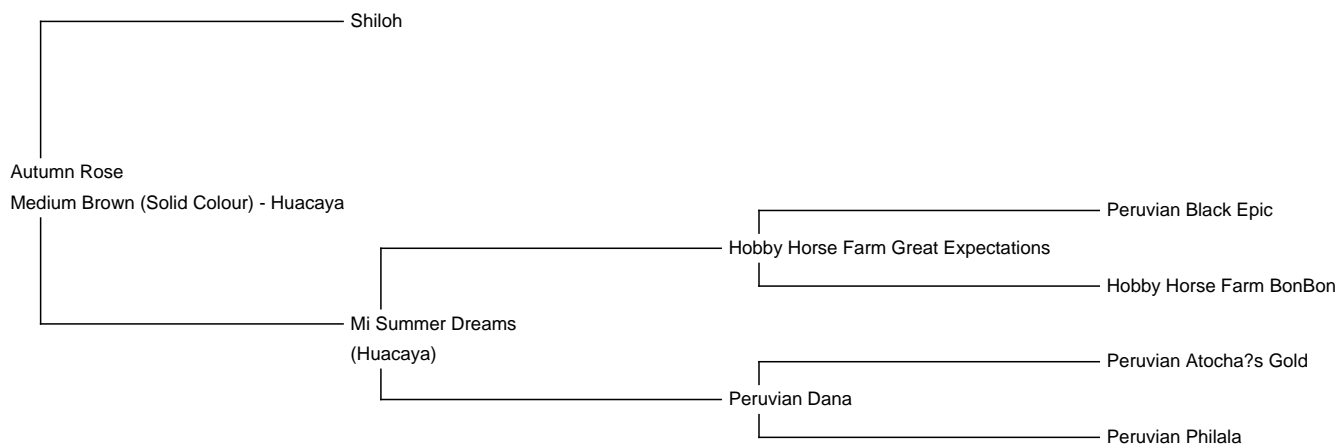 Shiloh
Autumn Rose
Medium Brown (Solid Colour) - Huacaya
Peruvian Black Epic
Hobby Horse Farm Great Expectations
Hobby Horse Farm BonBon
Mi Summer Dreams
(Huacaya)
Peruvian Atocha?s Gold
Peruvian Dana
Peruvian Philala